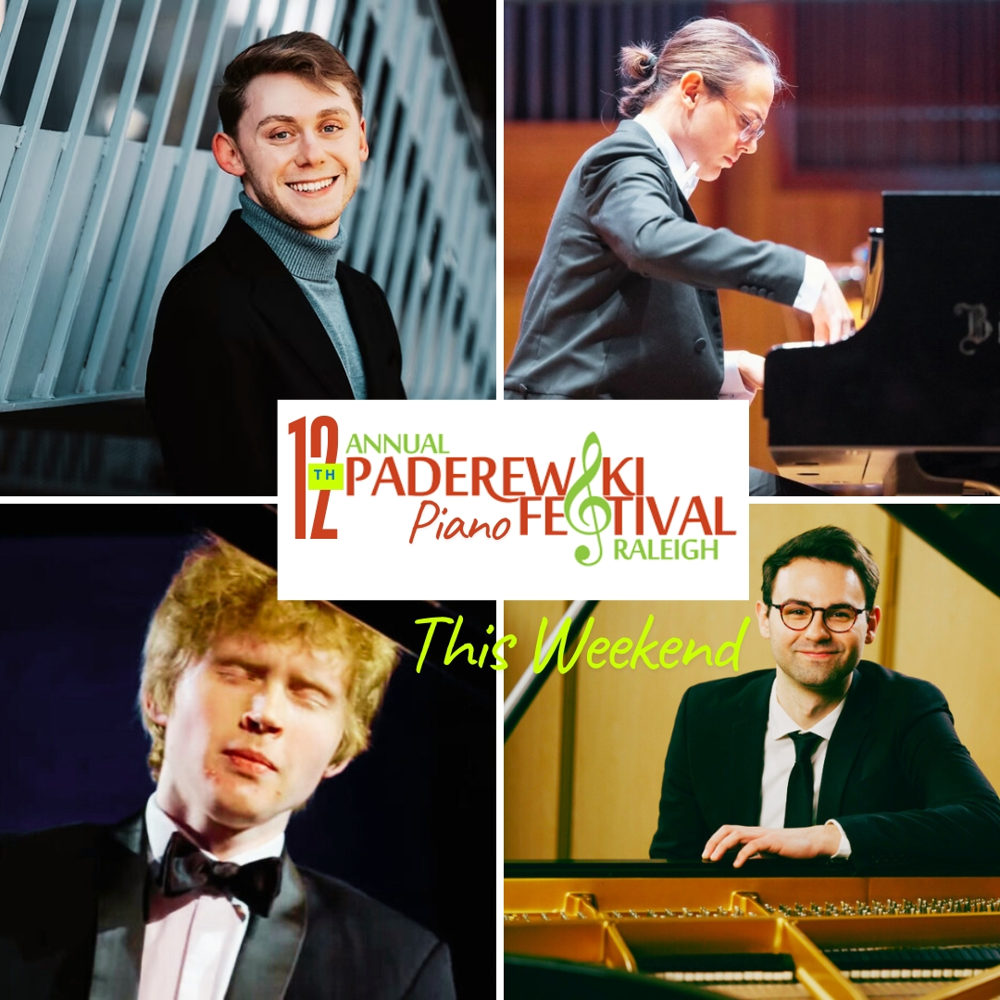 12TH ANNUAL
PADEREWSKI
Piano FESTIVAL
RALEIGH
This Weekend